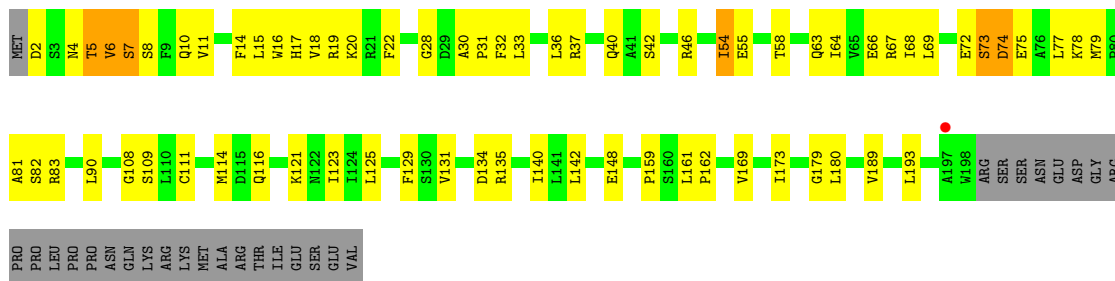 MET D2 S3 N4 T5 V6 S7 S8 F9 Q10 V11 F14 L15 W16 H17 V18 R19 K20 R21 F22 G28 D29 A30 P31 F32 L33 L36 R37 Q40 A41 S42 R46 I54 E55 T58 Q63 I64 V65 E66 R67 I68 L69 E72 S73 D74 E75 A76 L77 K78 M79 P80
A81 S82 R83 L90 G108 S109 L110 C111 M114 D115 Q116 K121 N122 I123 I124 L125 F129 S130 V131 D134 R135 I140 L141 L142 E148 P159 S160 L161 P162 V169 I173 G179 L180 V189 L193 A197 W198 ARG SER SER ASN GLU ASP GLY ARG
PRO PRO LEU PRO PRO ASN GLN LYS ARG LYS MET ALA ARG THR ILE GLU SER GLU VAL